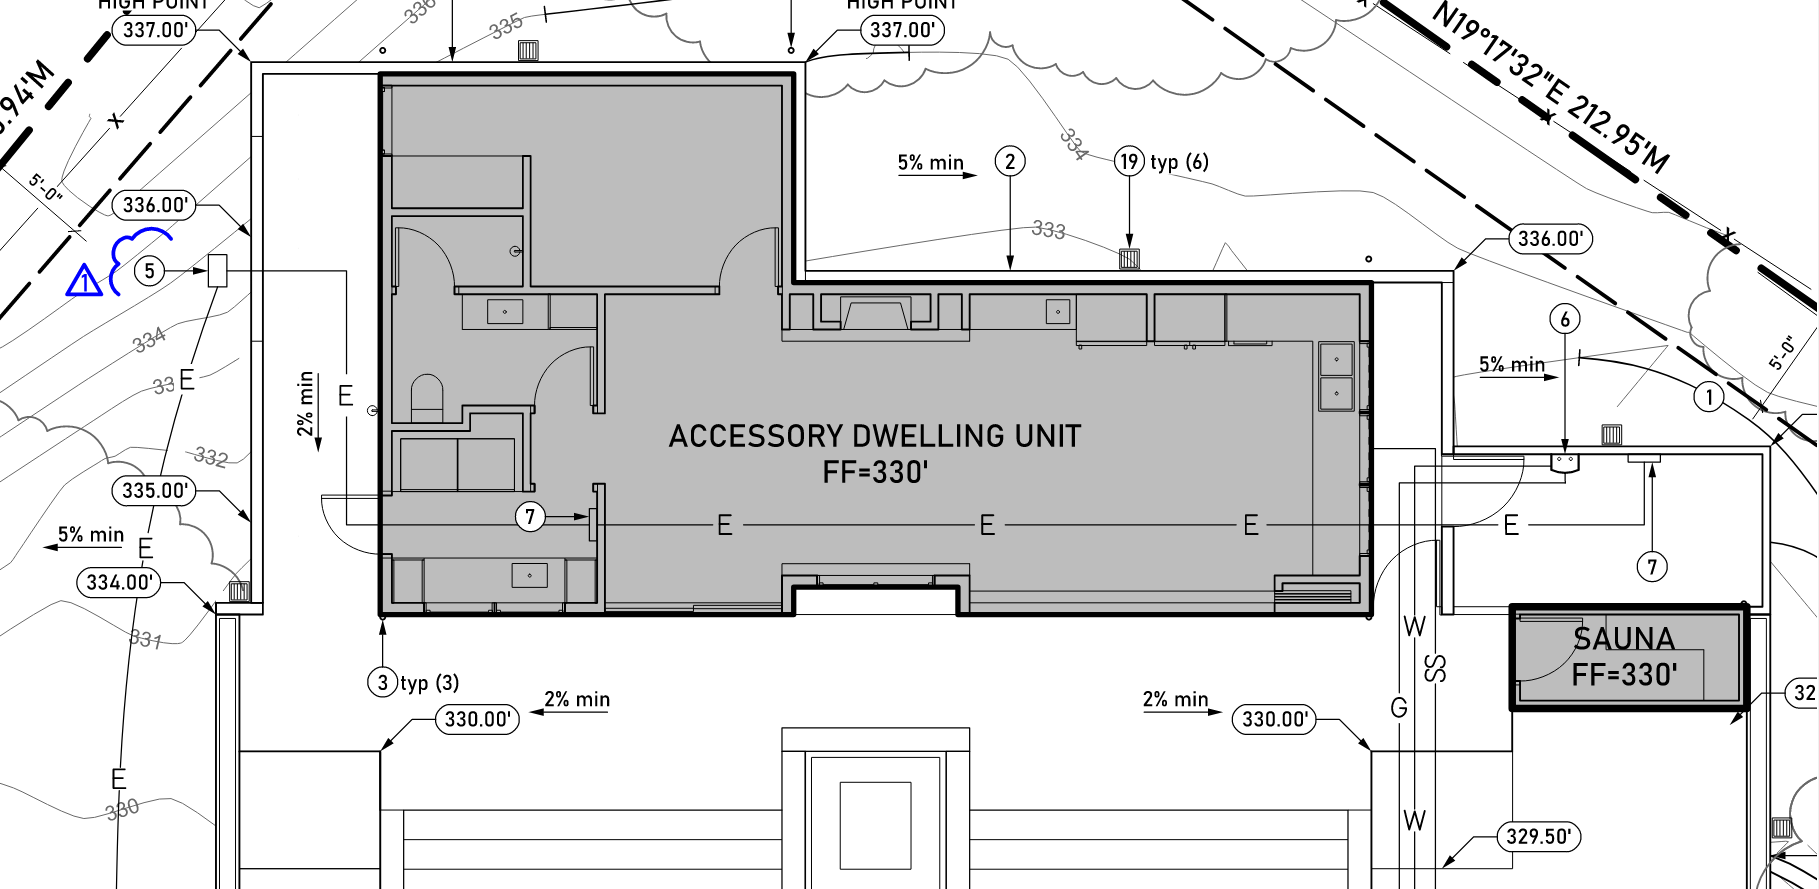 HIGH POINT
337.00'
336
335
HIGH POINT
337.00'
N19°17'32"E 212.95'M
.94'M
x
x
x
x
5'-0"
336.00'
1
5
334
33
E
332
335.00'
5% min
E
334.00'
331
E
330
2% min
E
5% min
2
19 typ (6)
334
333
336.00'
6
5% min
1
5'-0"
ACCESSORY DWELLING UNIT
FF=330'
7
E
E
E
E
7
3 typ (3)
330.00'
2% min
2% min
330.00'
W
SS
G
W
SAUNA
FF=330'
32
329.50'